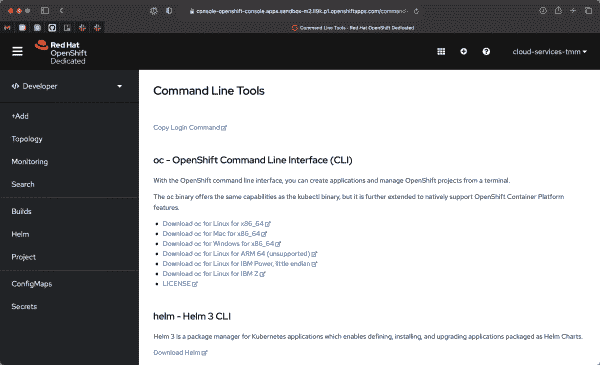 console-openshift-console.apps.sandbox-m2.ll9k.p1.openshiftapps.com/command-
Command Line Tools · Red Hat OpenShift Dedicated
Red Hat
OpenShift
Dedicated
cloud-services-tmm
Developer
+Add
Topology
Monitoring
Search
Builds
Helm
Project
ConfigMaps
Secrets
Command Line Tools
Copy Login Command
oc - OpenShift Command Line Interface (CLI)
With the OpenShift command line interface, you can create applications and manage OpenShift projects from a terminal.
The oc binary offers the same capabilities as the kubectl binary, but it is further extended to natively support OpenShift Container Platform
features.
Download oc for Linux for x86_64
Download oc for Mac for x86_64
Download oc for Windows for x86_64
Download oc for Linux for ARM 64 (unsupported)
Download oc for Linux for IBM Power, little endian
Download oc for Linux for IBM Z
LICENSE
helm - Helm 3 CLI
Helm 3 is a package manager for Kubernetes applications which enables defining, installing, and upgrading applications packaged as Helm Charts.
Download Helm